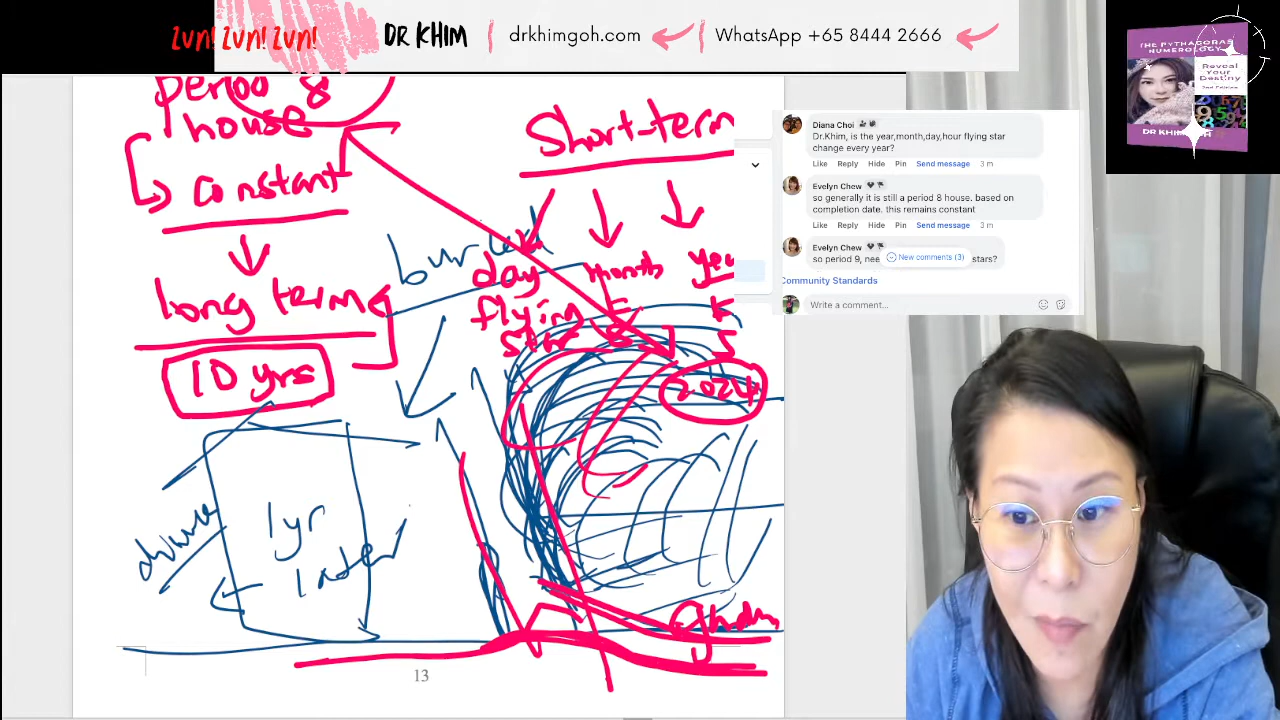 ZUN! ZUN! ZUN!
DR KHIM
drkhimgoh.com
WhatsApp +65 8444 2666
THE PYTHAGORAS
NUMEROLOGY
Reveal
Your
Destiny
2nd Edition
DR KHIM
period 8
house
constant
long term
10 yrs
Short-term
day
flying
star
month
2024
1yr
later
13
Diana Choi
Dr.Khim, is the year,month,day,hour flying star
change every year?
Like Reply Hide Pin Send message 3 m
Evelyn Chew
so generally it is still a period 8 house. based on
completion date. this remains constant
Like Reply Hide Pin Send message 3 m
Evelyn Chew
so period 9, nee
stars?
New comments (3)
Community Standards
Write a comment...